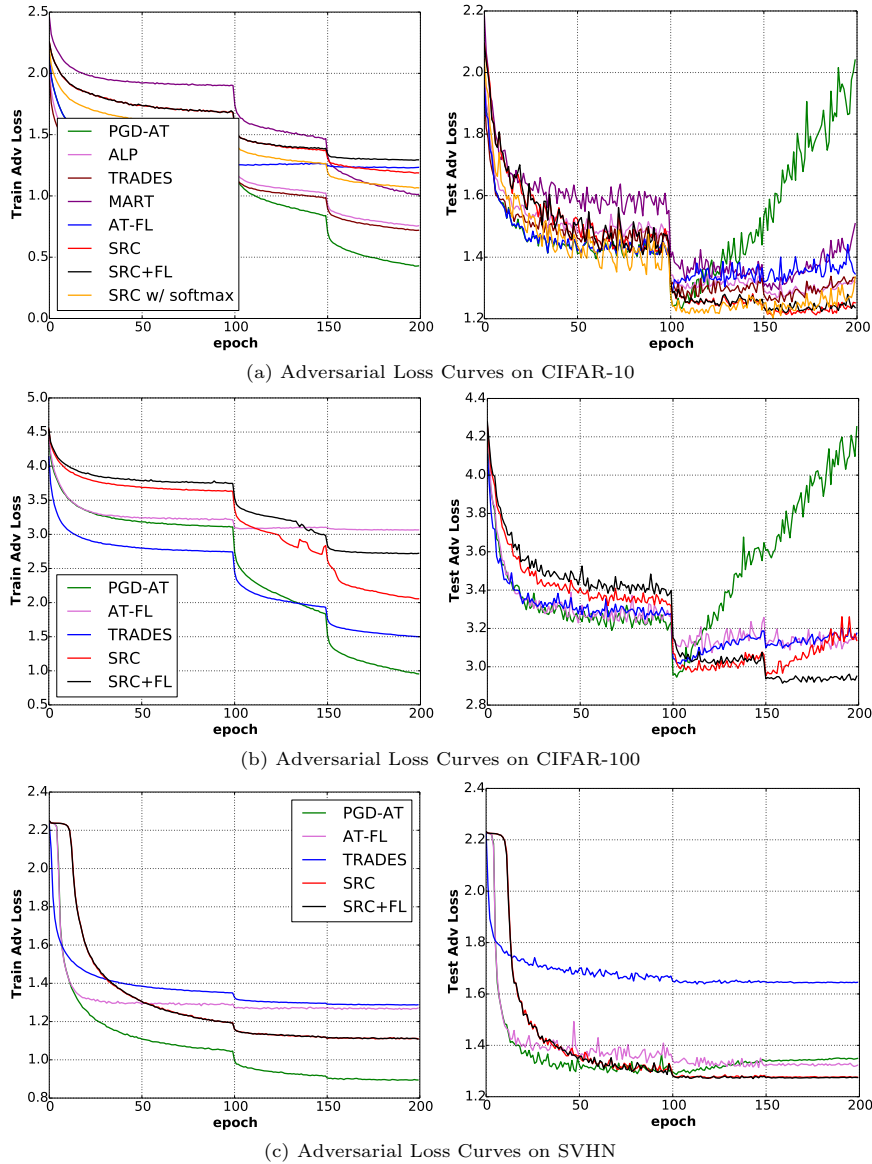 2.5
2.0
1.5
1.0
0.5
0.0
Train Adv Loss
PGD-AT
ALP
TRADES
MART
AT-FL
SRC
SRC+FL
SRC w/ softmax
0 50 100 150 200
epoch
2.2
2.0
1.8
1.6
1.4
1.2
Test Adv Loss
0 50 100 150 200
epoch
(a) Adversarial Loss Curves on CIFAR-10
5.0
4.5
4.0
3.5
3.0
2.5
2.0
1.5
1.0
0.5
Train Adv Loss
PGD-AT
AT-FL
TRADES
SRC
SRC+FL
0 50 100 150 200
epoch
4.4
4.2
4.0
3.8
3.6
3.4
3.2
3.0
2.8
Test Adv Loss
0 50 100 150 200
epoch
(b) Adversarial Loss Curves on CIFAR-100
2.4
2.2
2.0
1.8
1.6
1.4
1.2
1.0
0.8
Train Adv Loss
PGD-AT
AT-FL
TRADES
SRC
SRC+FL
0 50 100 150 200
epoch
2.4
2.2
2.0
1.8
1.6
1.4
1.2
Test Adv Loss
0 50 100 150 200
epoch
(c) Adversarial Loss Curves on SVHN